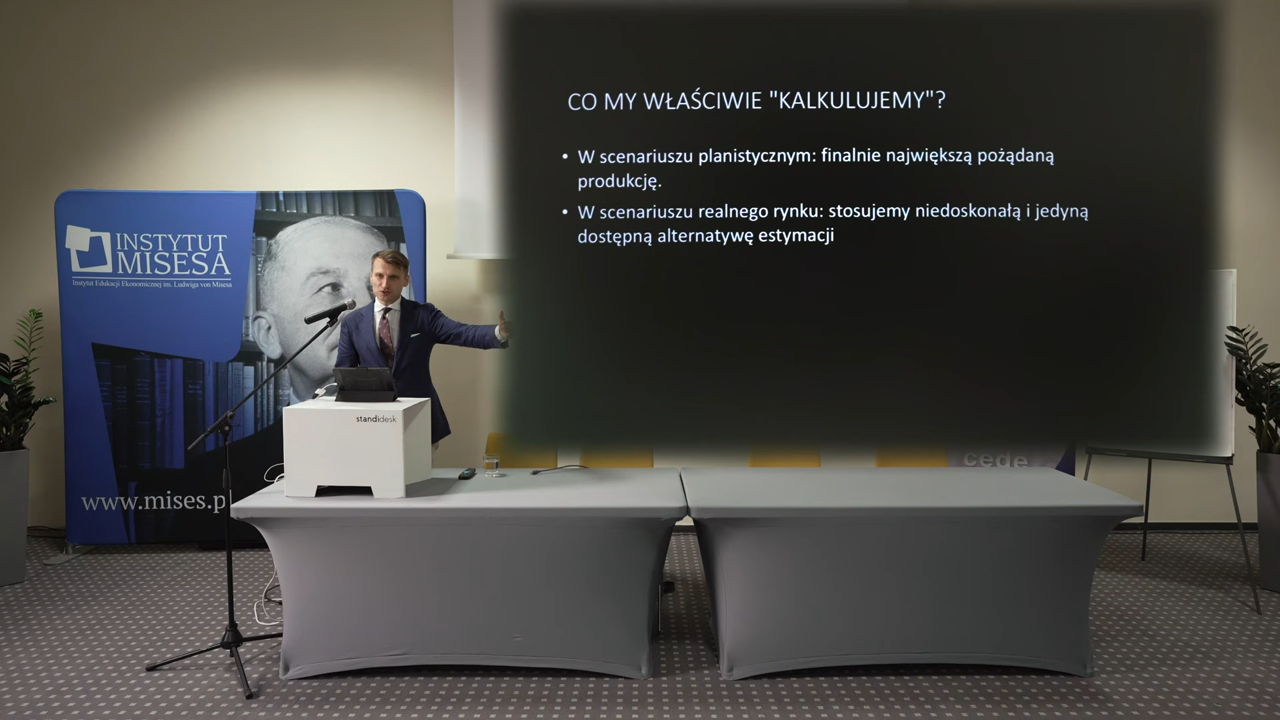 CO MY WŁAŚCIWIE "KALKULUJEMY"?
• W scenariuszu planistycznym: finalnie największą pożądaną
produkcję.
• W scenariuszu realnego rynku: stosujemy niedoskonałą i jedyną
dostępną alternatywę estymacji
INSTYTUT
MISESA
Instytut Edukacji Ekonomicznej im. Ludwiga von Misesa
www.mises.pl
standidesk
cede